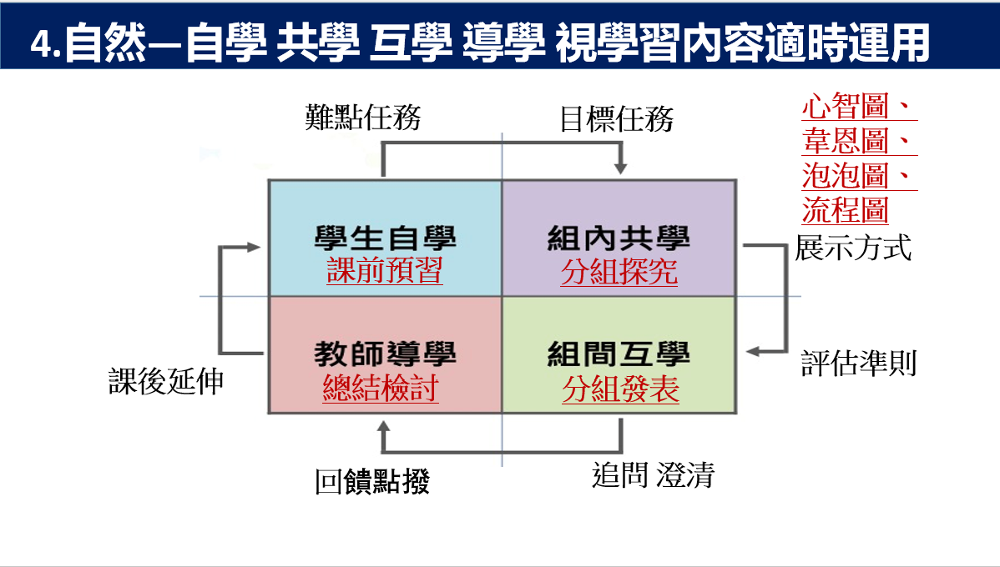 4.自然—自學 共學 互學 導學 視學習內容適時運用
難點任務
目標任務
心智圖、
韋恩圖、
泡泡圖、
流程圖
展示方式
學生自學
課前預習
組內共學
分組探究
教師導學
總結檢討
組間互學
分組發表
評估準則
課後延伸
回饋點撥
追問 澄清